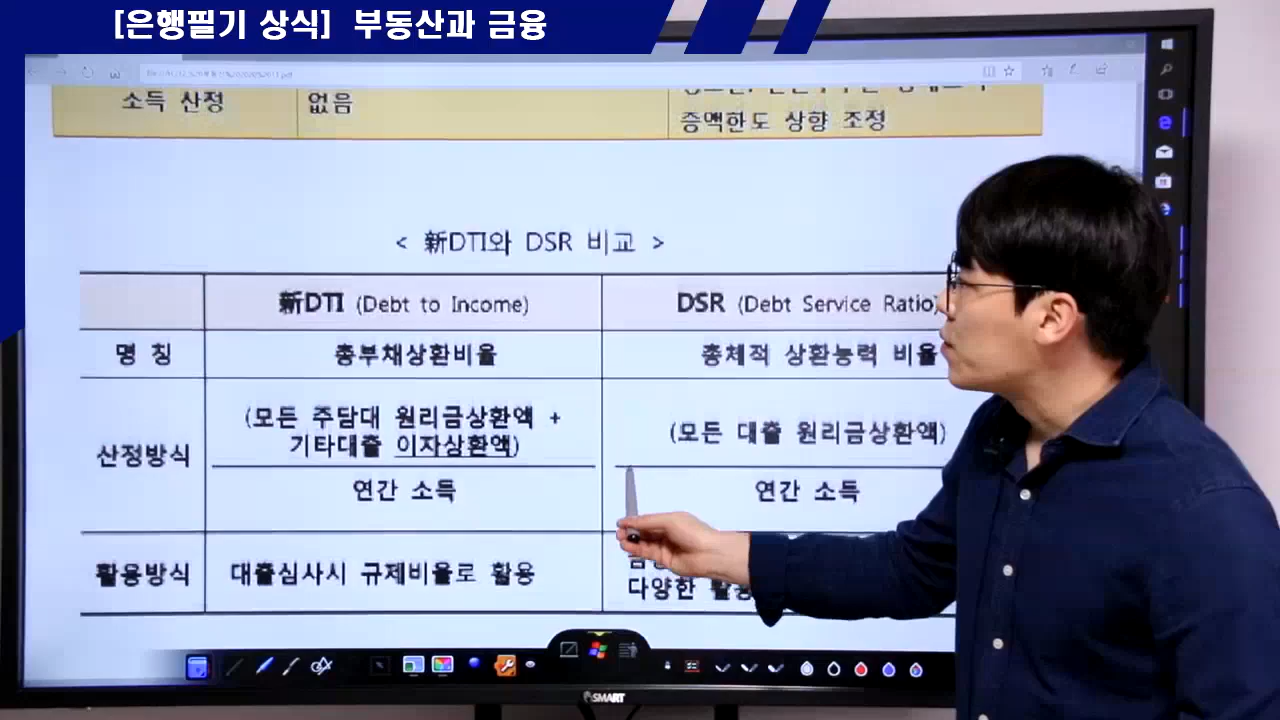 [은행필기 상식] 부동산과 금융
소득 산정
없음
증액한도 상향 조정
< 新DTI와 DSR 비교 >
新DTI (Debt to Income)
DSR (Debt Service Ratio)
명 칭
총부채상환비율
총체적 상환능력 비율
산정방식
(모든 주담대 원리금상환액 +
기타대출 이자상환액)
연간 소득
(모든 대출 원리금상환액)
연간 소득
활용방식
대출심사시 규제비율로 활용
다양한
SMART